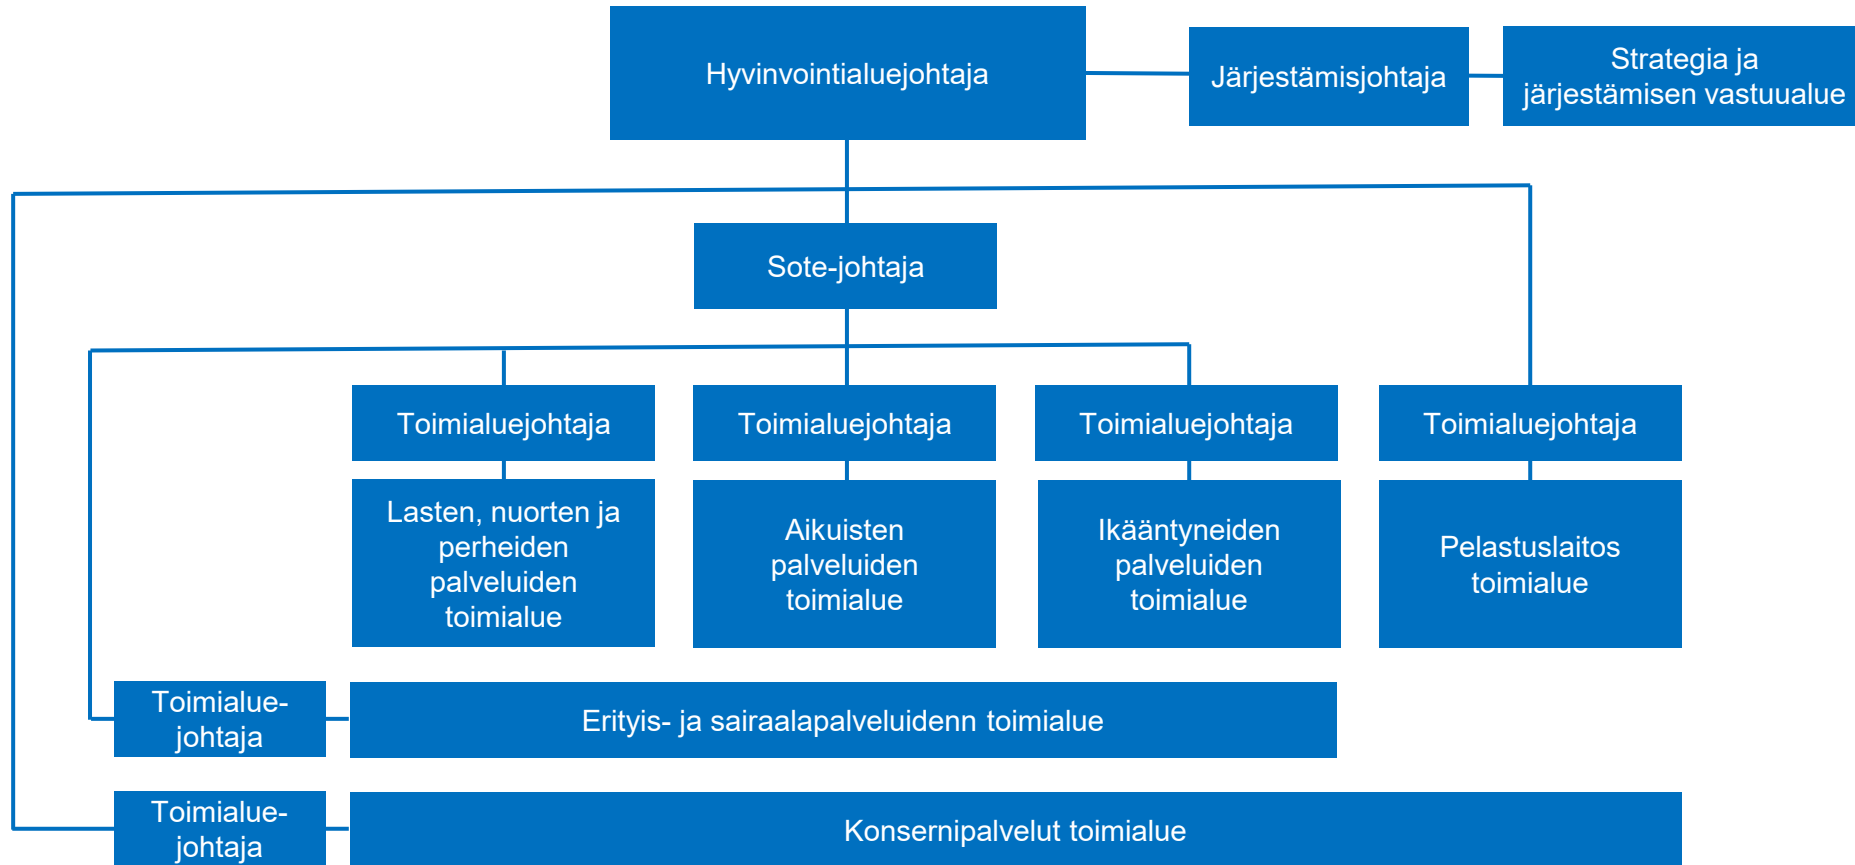 Hyvinvointialuejohtaja
Järjestämisjohtaja
Strategia ja
järjestämisen vastuualue
Sote-johtaja
Toimialuejohtaja
Toimialuejohtaja
Toimialuejohtaja
Toimialuejohtaja
Lasten, nuorten ja
perheiden
palveluiden
toimialue
Aikuisten
palveluiden
toimialue
Ikääntyneiden
palveluiden
toimialue
Pelastuslaitos
toimialue
Toimialue-
johtaja
Erityis- ja sairaalapalveluidenn toimialue
Toimialue-
johtaja
Konsernipalvelut toimialue